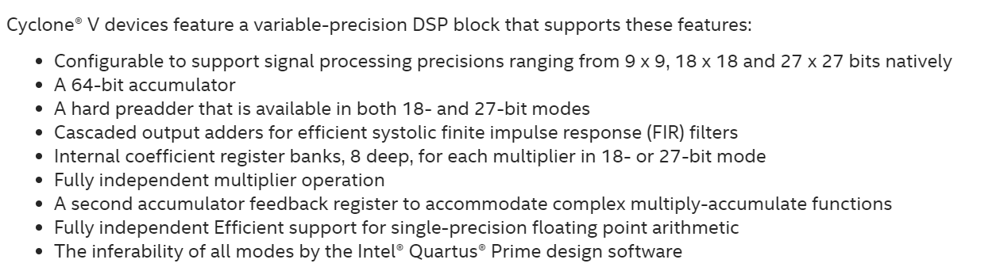 Cyclone® V devices feature a variable-precision DSP block that supports these features:
• Configurable to support signal processing precisions ranging from 9 x 9, 18 x 18 and 27 x 27 bits natively
• A 64-bit accumulator
• A hard preadder that is available in both 18- and 27-bit modes
• Cascaded output adders for efficient systolic finite impulse response (FIR) filters
• Internal coefficient register banks, 8 deep, for each multiplier in 18- or 27-bit mode
• Fully independent multiplier operation
• A second accumulator feedback register to accommodate complex multiply-accumulate functions
• Fully independent Efficient support for single-precision floating point arithmetic
• The inferability of all modes by the Intel® Quartus® Prime design software